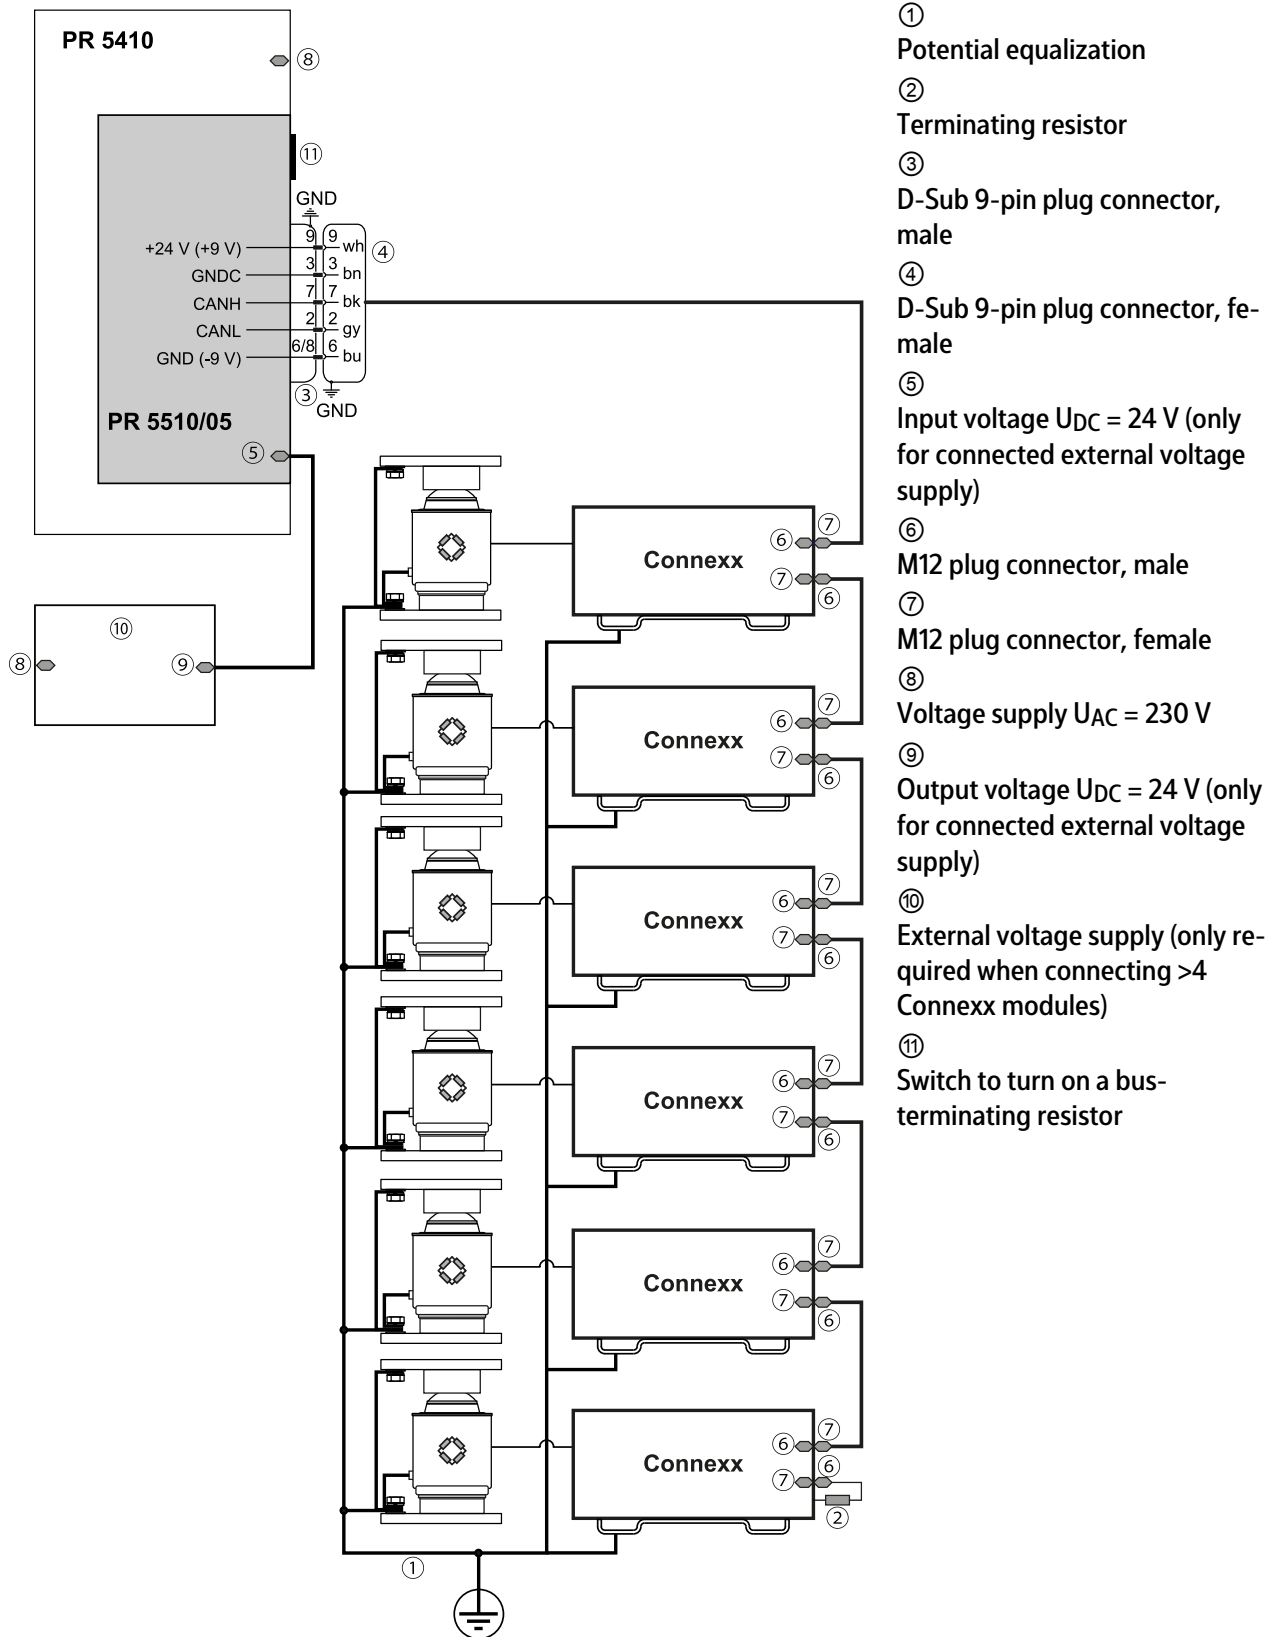 PR 5410
⑧
⑪
GND
+24 V (+9 V) 9 9 wh ④
GNDC 3 3 bn
CANH 7 7 bk
CANL 2 2 gy
GND (-9 V) 6/8 6 bu
③ GND
PR 5510/05
⑤
⑩
⑧ ⑨
Connexx ⑥ ⑦
⑦ ⑥
Connexx ⑥ ⑦
⑦ ⑥
Connexx ⑥ ⑦
⑦ ⑥
Connexx ⑥ ⑦
⑦ ⑥
Connexx ⑥ ⑦
⑦ ⑥
Connexx ⑥ ⑦
⑦ ⑥
②
①
①
Potential equalization
②
Terminating resistor
③
D-Sub 9-pin plug connector,
male
④
D-Sub 9-pin plug connector, fe-
male
⑤
Input voltage UDC = 24 V (only
for connected external voltage
supply)
⑥
M12 plug connector, male
⑦
M12 plug connector, female
⑧
Voltage supply UAC = 230 V
⑨
Output voltage UDC = 24 V (only
for connected external voltage
supply)
⑩
External voltage supply (only re-
quired when connecting >4
Connexx modules)
⑪
Switch to turn on a bus-
terminating resistor